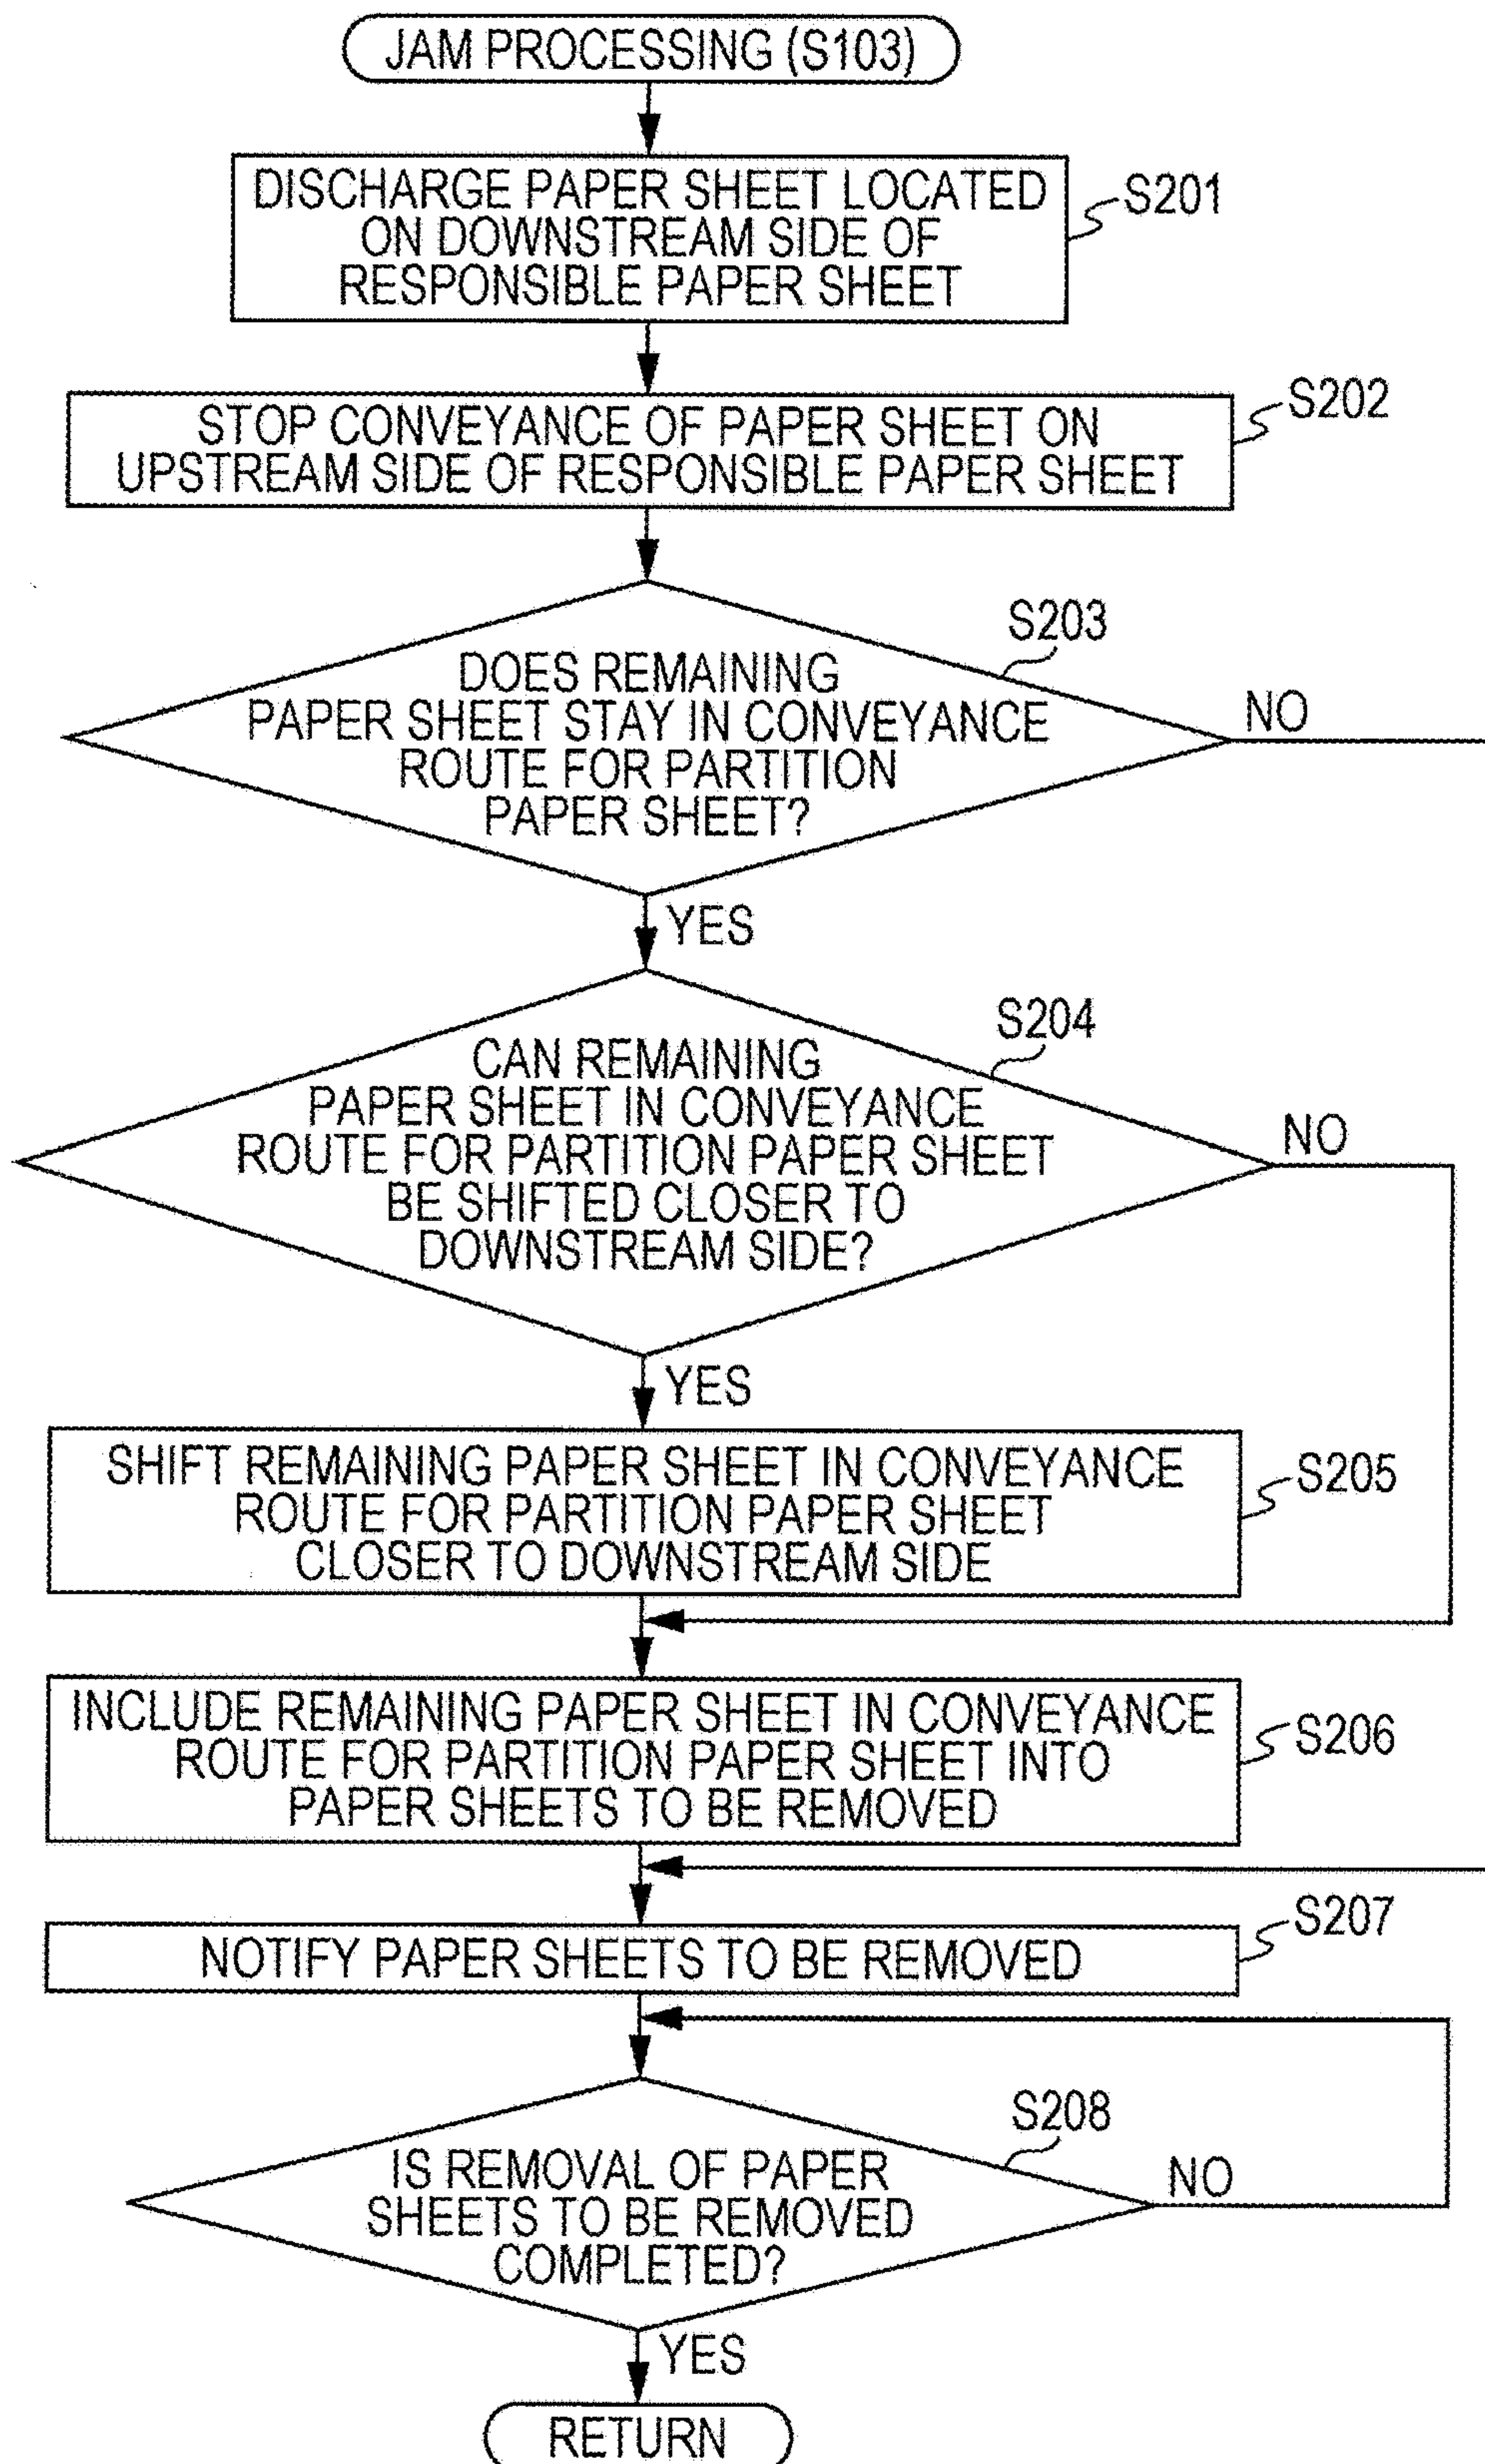 JAM PROCESSING (S103)
DISCHARGE PAPER SHEET LOCATED
ON DOWNSTREAM SIDE OF
RESPONSIBLE PAPER SHEET
S201
STOP CONVEYANCE OF PAPER SHEET ON
UPSTREAM SIDE OF RESPONSIBLE PAPER SHEET
S202
S203
DOES REMAINING
PAPER SHEET STAY IN CONVEYANCE
ROUTE FOR PARTITION
PAPER SHEET?
NO
YES
S204
CAN REMAINING
PAPER SHEET IN CONVEYANCE
ROUTE FOR PARTITION PAPER SHEET
BE SHIFTED CLOSER TO
DOWNSTREAM SIDE?
NO
YES
SHIFT REMAINING PAPER SHEET IN CONVEYANCE
ROUTE FOR PARTITION PAPER SHEET
CLOSER TO DOWNSTREAM SIDE
S205
INCLUDE REMAINING PAPER SHEET IN CONVEYANCE
ROUTE FOR PARTITION PAPER SHEET INTO
PAPER SHEETS TO BE REMOVED
S206
NOTIFY PAPER SHEETS TO BE REMOVED
S207
S208
IS REMOVAL OF PAPER
SHEETS TO BE REMOVED
COMPLETED?
NO
YES
RETURN